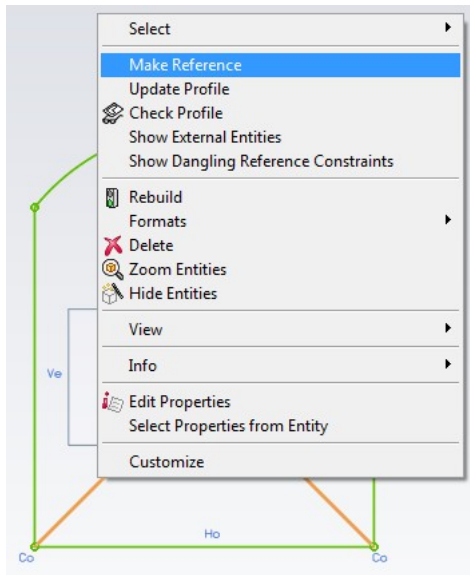 Select
Make Reference
Update Profile
Check Profile
Show External Entities
Show Dangling Reference Constraints
Rebuild
Formats
Delete
Zoom Entities
Hide Entities
View
Info
Edit Properties
Select Properties from Entity
Customize
Ve
Ho
Co
Co